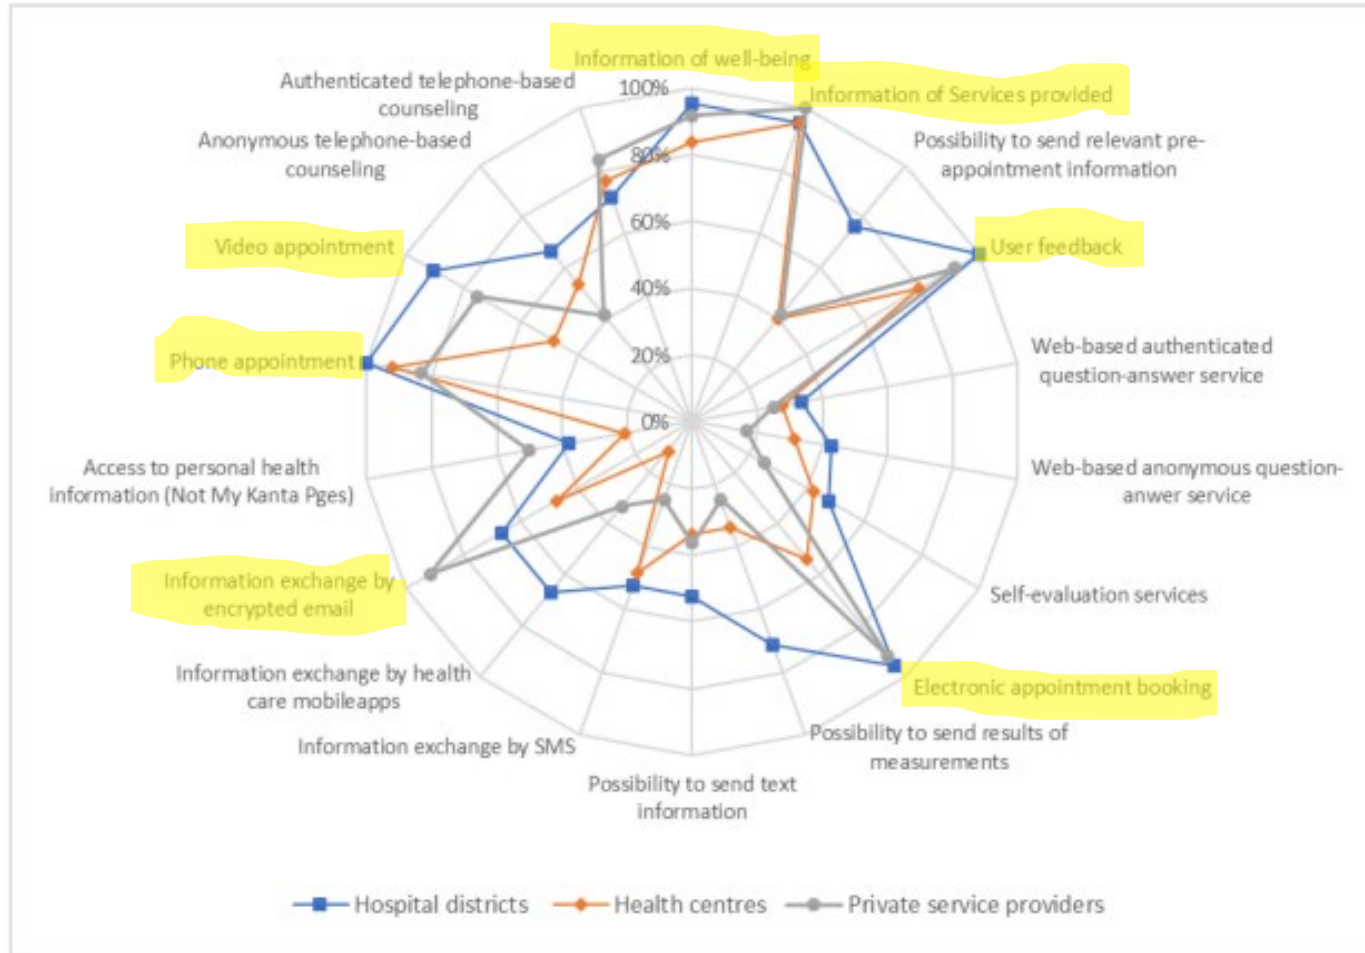 Information of well-being
Authenticated telephone-based
counseling
100%
Information of Services provided
Anonymous telephone-based
counseling
Possibility to send relevant pre-
appointment information
80%
Video appointment
User feedback
60%
40%
Phone appointment
Web-based authenticated
question-answer service
20%
0%
Access to personal health
information (Not My Kanta Pges)
Web-based anonymous question-
anwer service
Information exchange by
encrypted email
Self-evaluation services
Information exchange by health
care mobileapps
Electronic appointment booking
Information exchange by SMS
Possibility to send results of
measurements
Possibility to send text
information
Hospital districts
Health centres
Private service providers